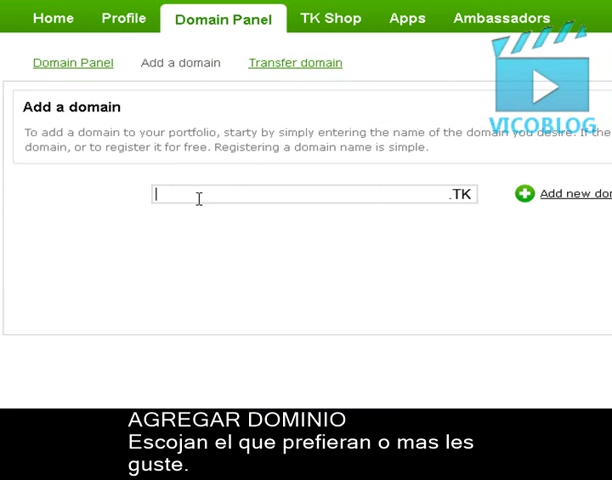 Home Profile Domain Panel TK Shop Apps Ambassadors
Domain Panel Add a domain Transfer domain
VICOBLOG
Add a domain
To add a domain to your portfolio, starty by simply entering the name of the domain you desire. If the
domain, or to register it for free. Registering a domain name is simple.
.TK Add new dom
AGREGAR DOMINIO
Escojan el que prefieran o mas les
guste.